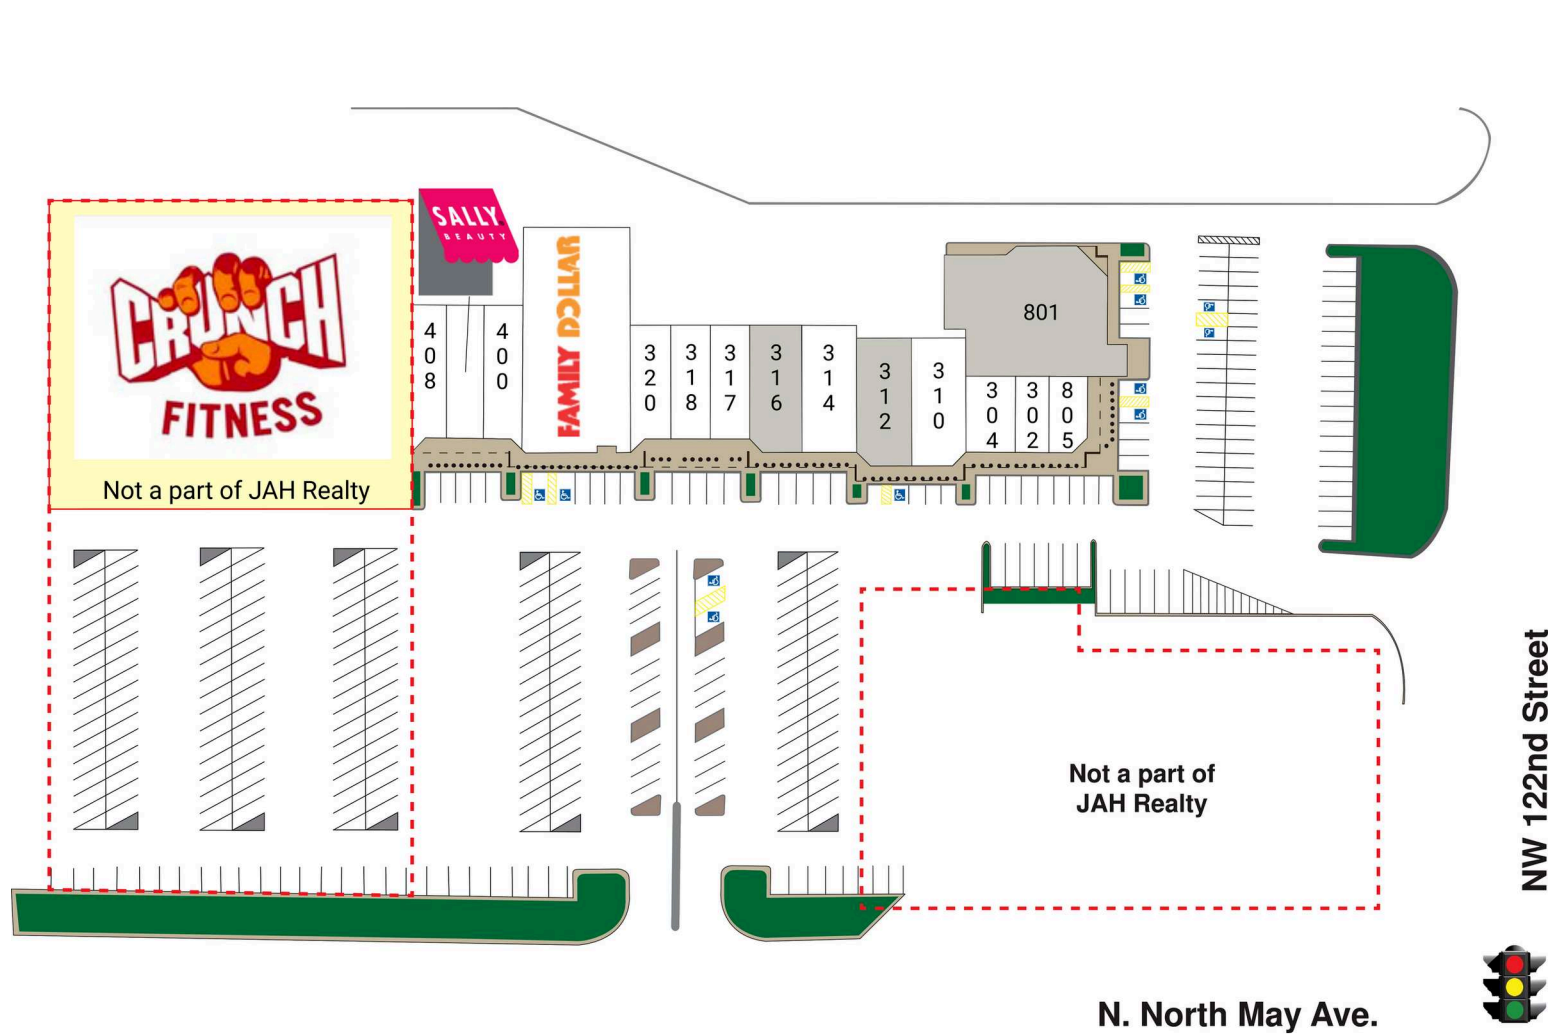 SALLY
BEAUTY
CRUNCH
FITNESS
Not a part of JAH Realty
408
400
FAMILY DOLLAR
320
318
317
316
314
312
310
801
304
302
805
Not a part of
JAH Realty
NW 122nd Street
N. North May Ave.